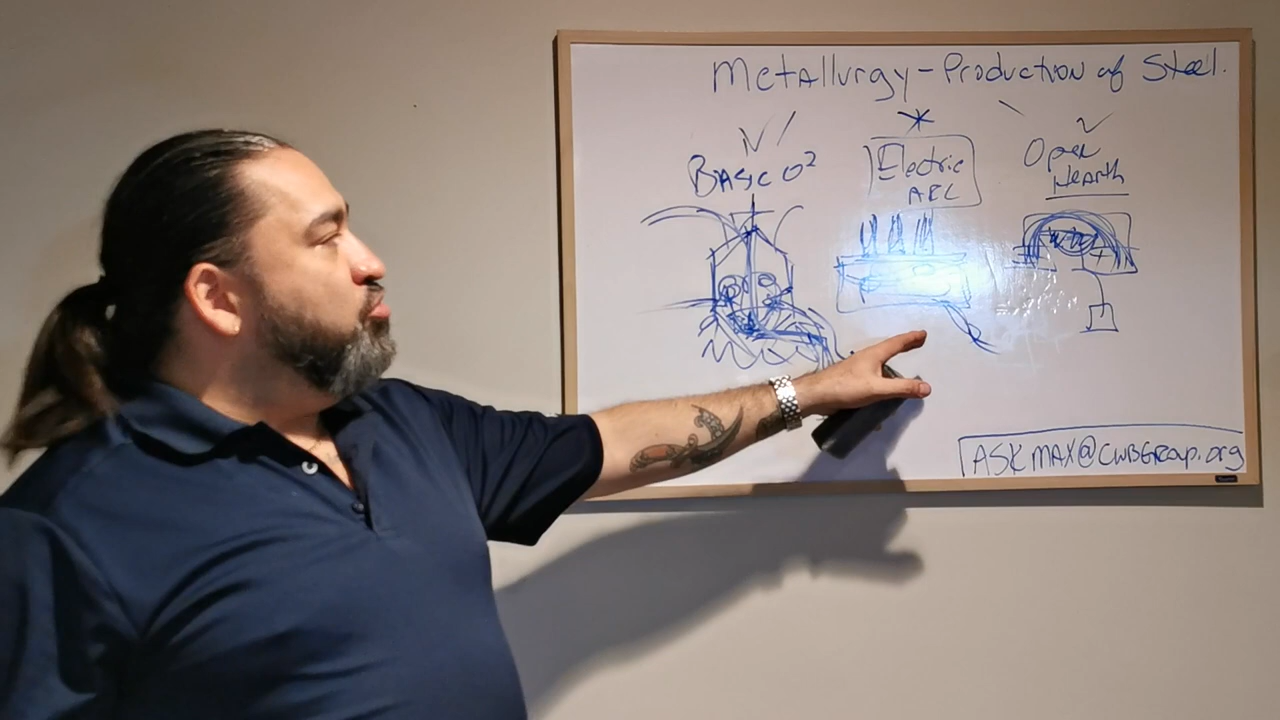 Metallurgy - Production of Steel.
Basic O²
Electric
ARC
Open
Hearth
ASK MAX@CWBGroup.org